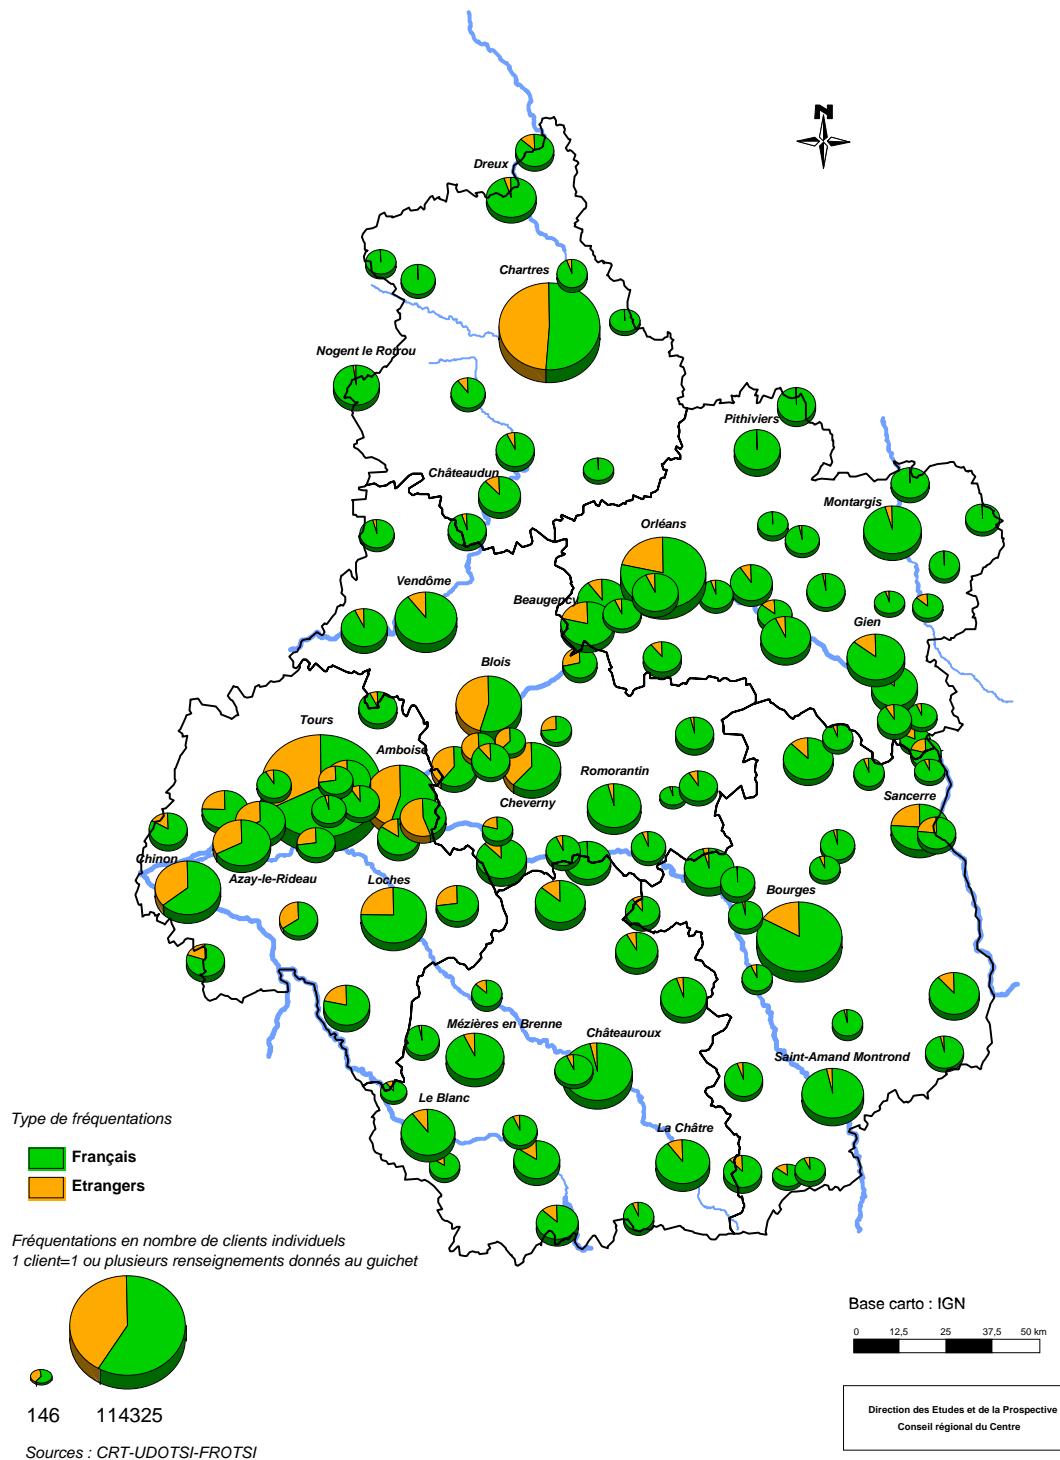 N
Dreux
Chartres
Nogent le Rotrou
Pithiviers
Châteaudun
Montargis
Orléans
Vendôme
Beaugency
Gien
Blois
Tours
Amboise
Romorantin
Cheverny
Sancerre
Chinon
Azay-le-Rideau
Loches
Bourges
Mézières en Brenne
Châteauroux
Saint-Amand Montrond
Le Blanc
La Châtre
Type de fréquentations
Français
Etrangers
Fréquentations en nombre de clients individuels
1 client=1 ou plusieurs renseignements donnés au guichet
146 114325
Sources : CRT-UDOTSI-FROTSI
Base carto : IGN
0 12,5 25 37,5 50 km
Direction des Etudes et de la Prospective
Conseil régional du Centre